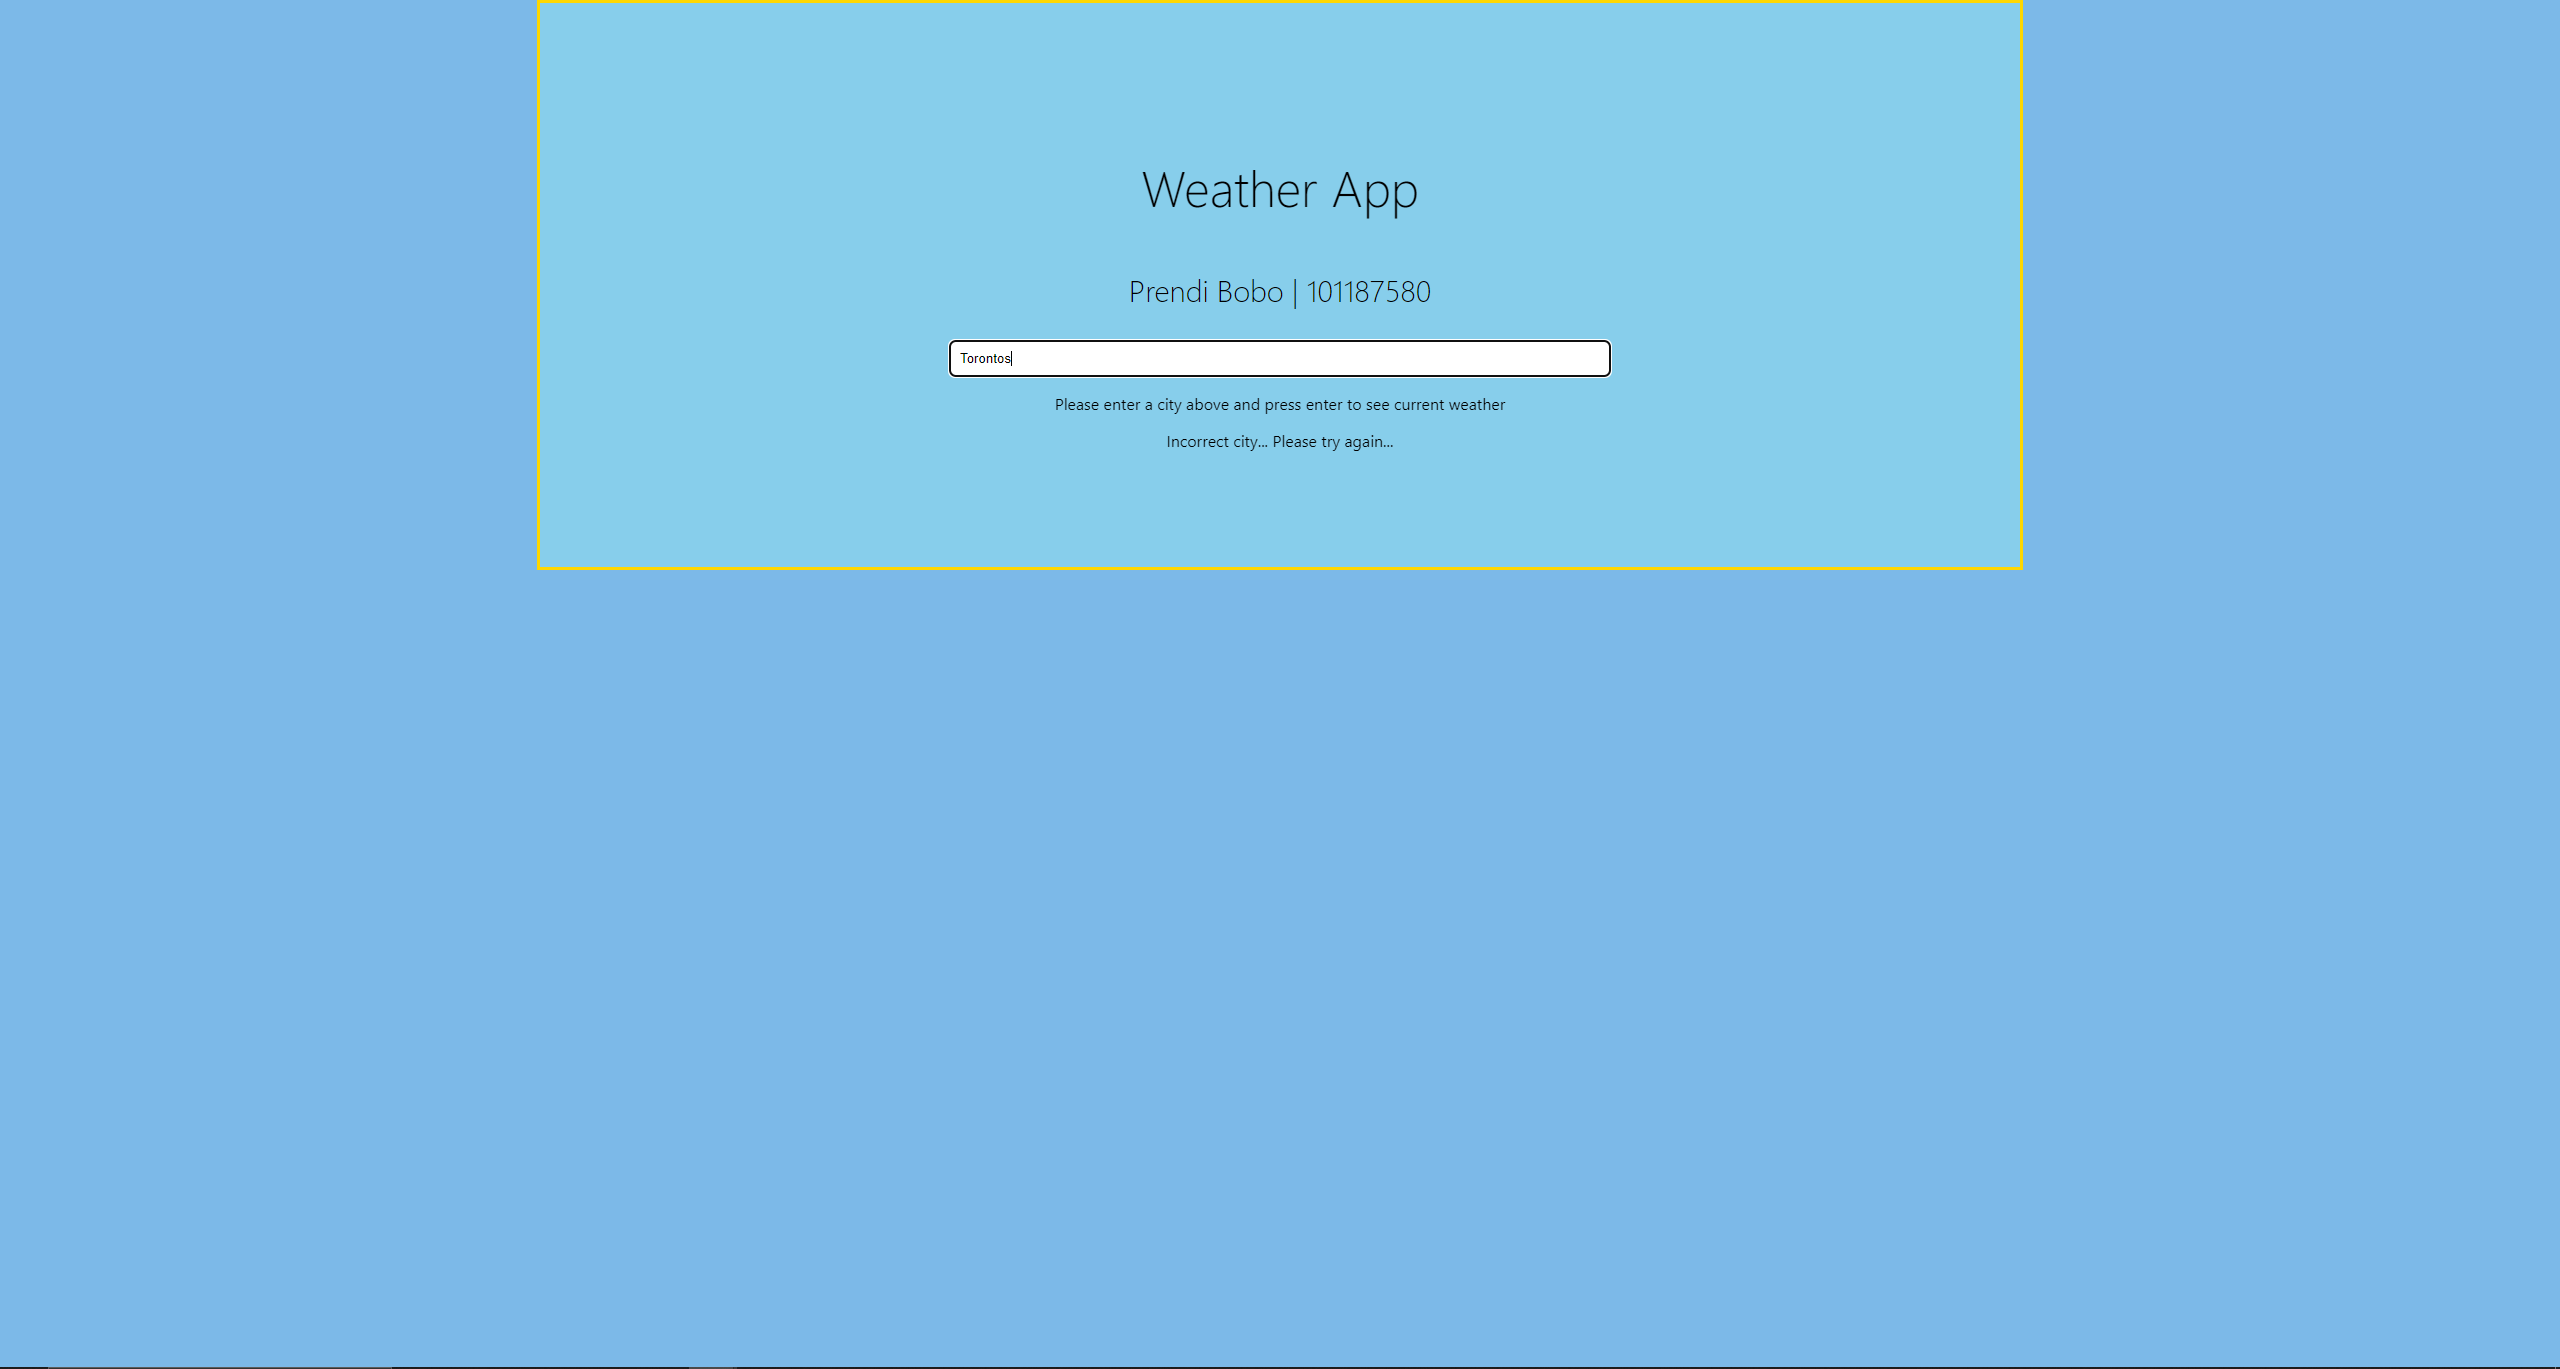 Weather App
Prendi Bobo | 101187580
Torontos
Please enter a city above and press enter to see current weather
Incorrect city... Please try again...